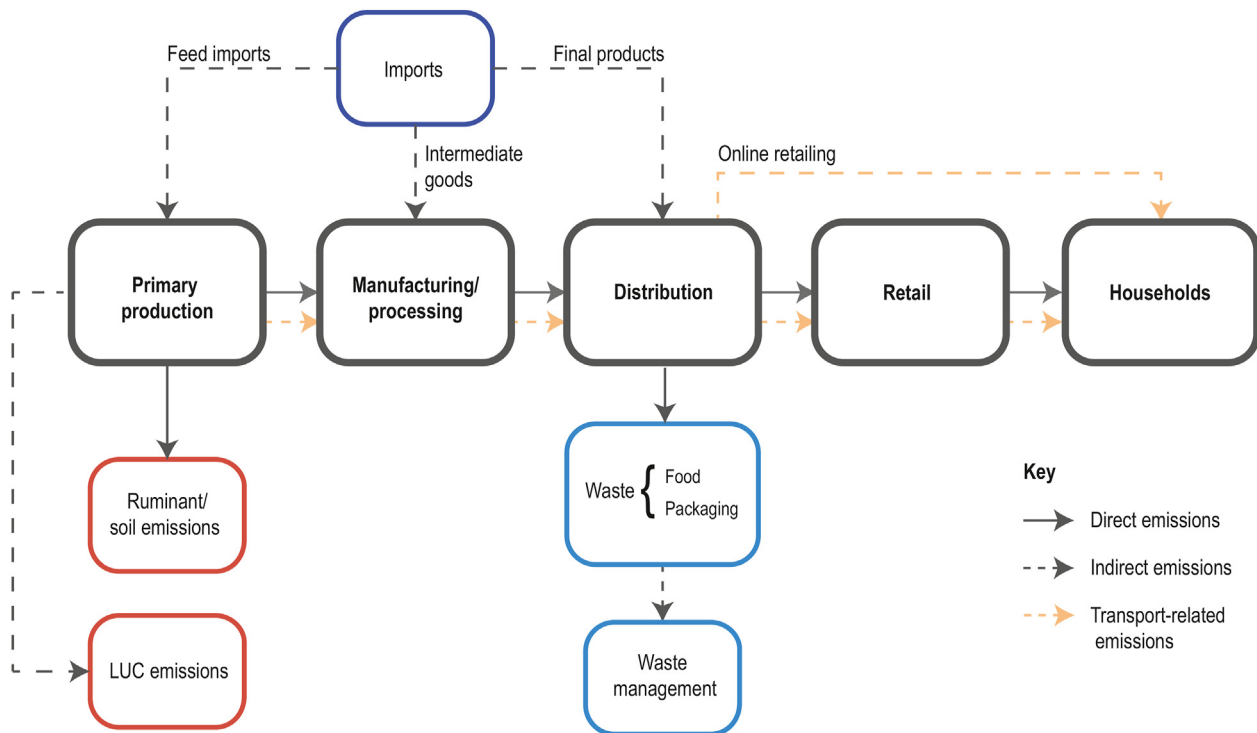 Feed imports
Imports
Final products
Intermediate
goods
Online retailing
Primary
production
Manufacturing/
processing
Distribution
Retail
Households
Ruminant/
soil emissions
Waste { Food
Packaging
LUC emissions
Waste
management
Key
Direct emissions
Indirect emissions
Transport-related
emissions